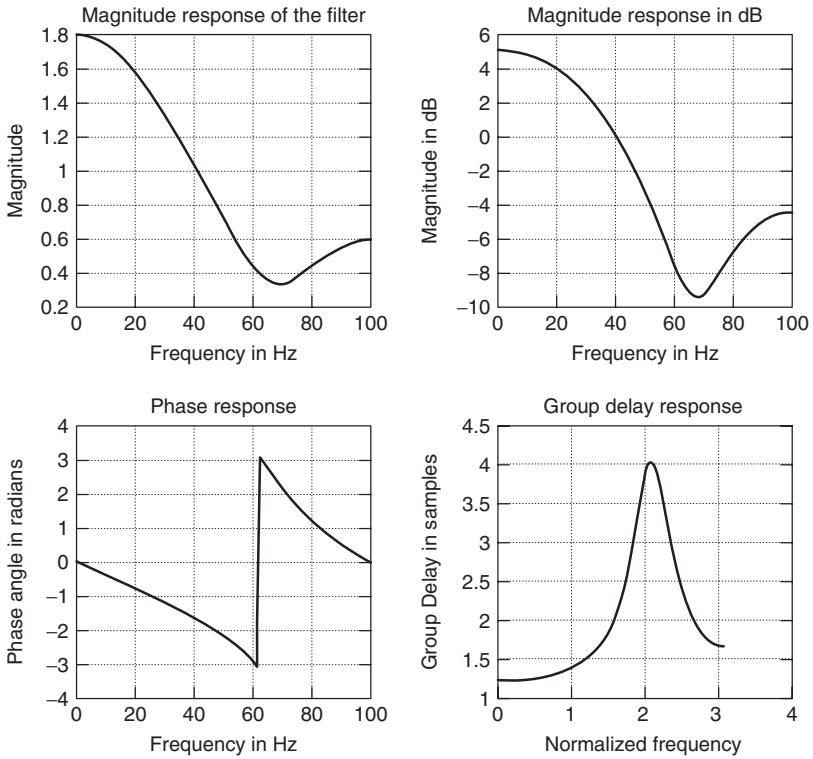 Magnitude response of the filter
1.8
1.6
1.4
1.2
1
0.8
0.6
0.4
0.2
Magnitude
0 20 40 60 80 100
Frequency in Hz
Magnitude response in dB
6
4
2
0
−2
−4
−6
−8
−10
Magnitude in dB
0 20 40 60 80 100
Frequency in Hz
Phase response
4
3
2
1
0
−1
−2
−3
−4
Phase angle in radians
0 20 40 60 80 100
Frequency in Hz
Group delay response
4.5
4
3.5
3
2.5
2
1.5
1
Group Delay in samples
0 1 2 3 4
Normalized frequency